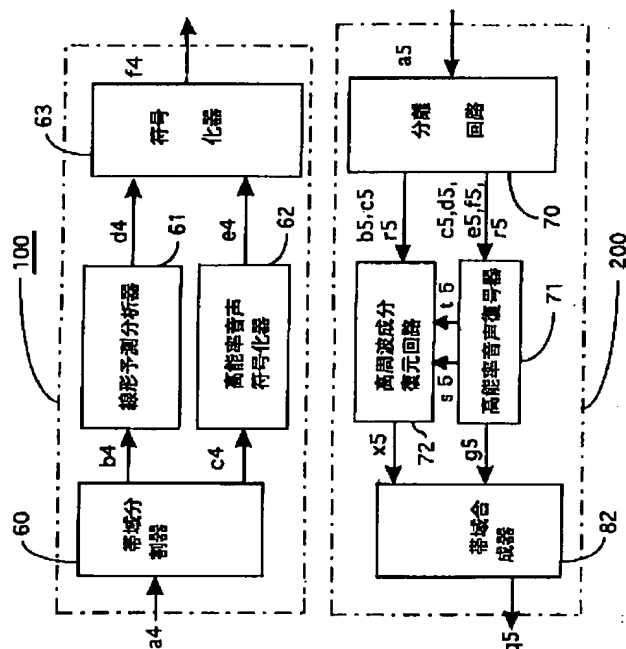 100
60
帯域分
割器
a4
b4
c4
線形予測分析器
61
高能率音声
符号化器
62
d4
e4
63
符号
化器
f4
200
a5
分離
回路
70
b5,c5
r5
c5,d5,
e5,f5,
r5
高周波成分
復元回路
72
s5
t5
高能率音声復号器
71
x5
g5
帯域合
成器
82
q5